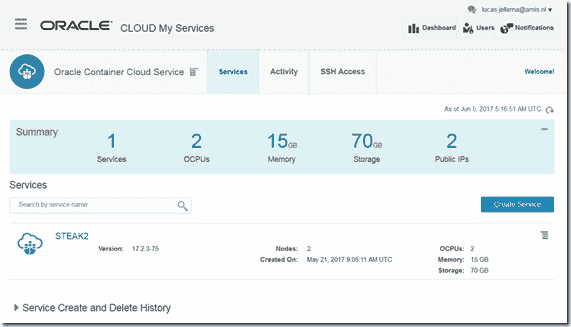 lucas.jellema@amis.nl
ORACLE CLOUD My Services
Dashboard Users Notifications
Oracle Container Cloud Service Services Activity SSH Access Welcome!
As of Jun 5, 2017 5:16:51 AM UTC
Summary
1 2 15 GB 70 GB 2
Services OCPUs Memory Storage Public IPs
Services
Search by service name Create Service
STEAK2
Version: 17.2.3-75 Nodes: 2 OCPUs: 2
Created On: May 21, 2017 9:05:11 AM UTC Memory: 15 GB
Storage: 70 GB
Service Create and Delete History